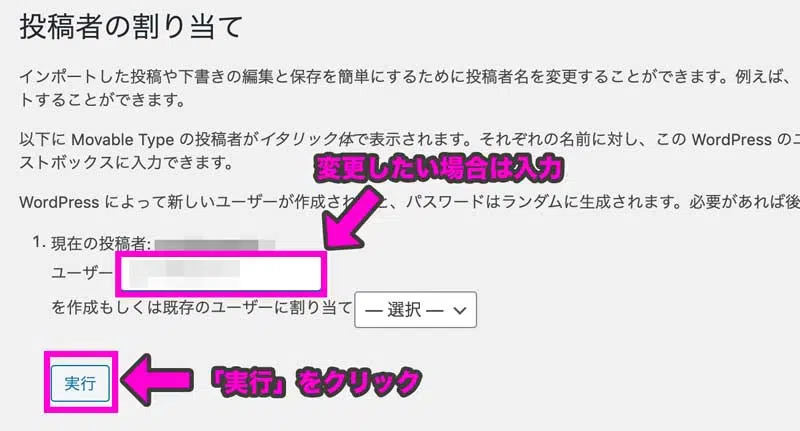 投稿者の割り当て
インポートした投稿や下書きの編集と保存を簡単にするために投稿者名を変更することができます。例えば、
トすることができます。
以下に Movable Type の投稿者がイタリック体で表示されます。それぞれの名前に対し、この WordPress のユ
ストボックスに入力できます。
変更したい場合は入力
WordPress によって新しいユーザーが作成され と、パスワードはランダムに生成されます。必要があれば後
1. 現在の投稿者:
ユーザー
を作成もしくは既存のユーザーに割り当て — 選択 —
実行
「実行」をクリック